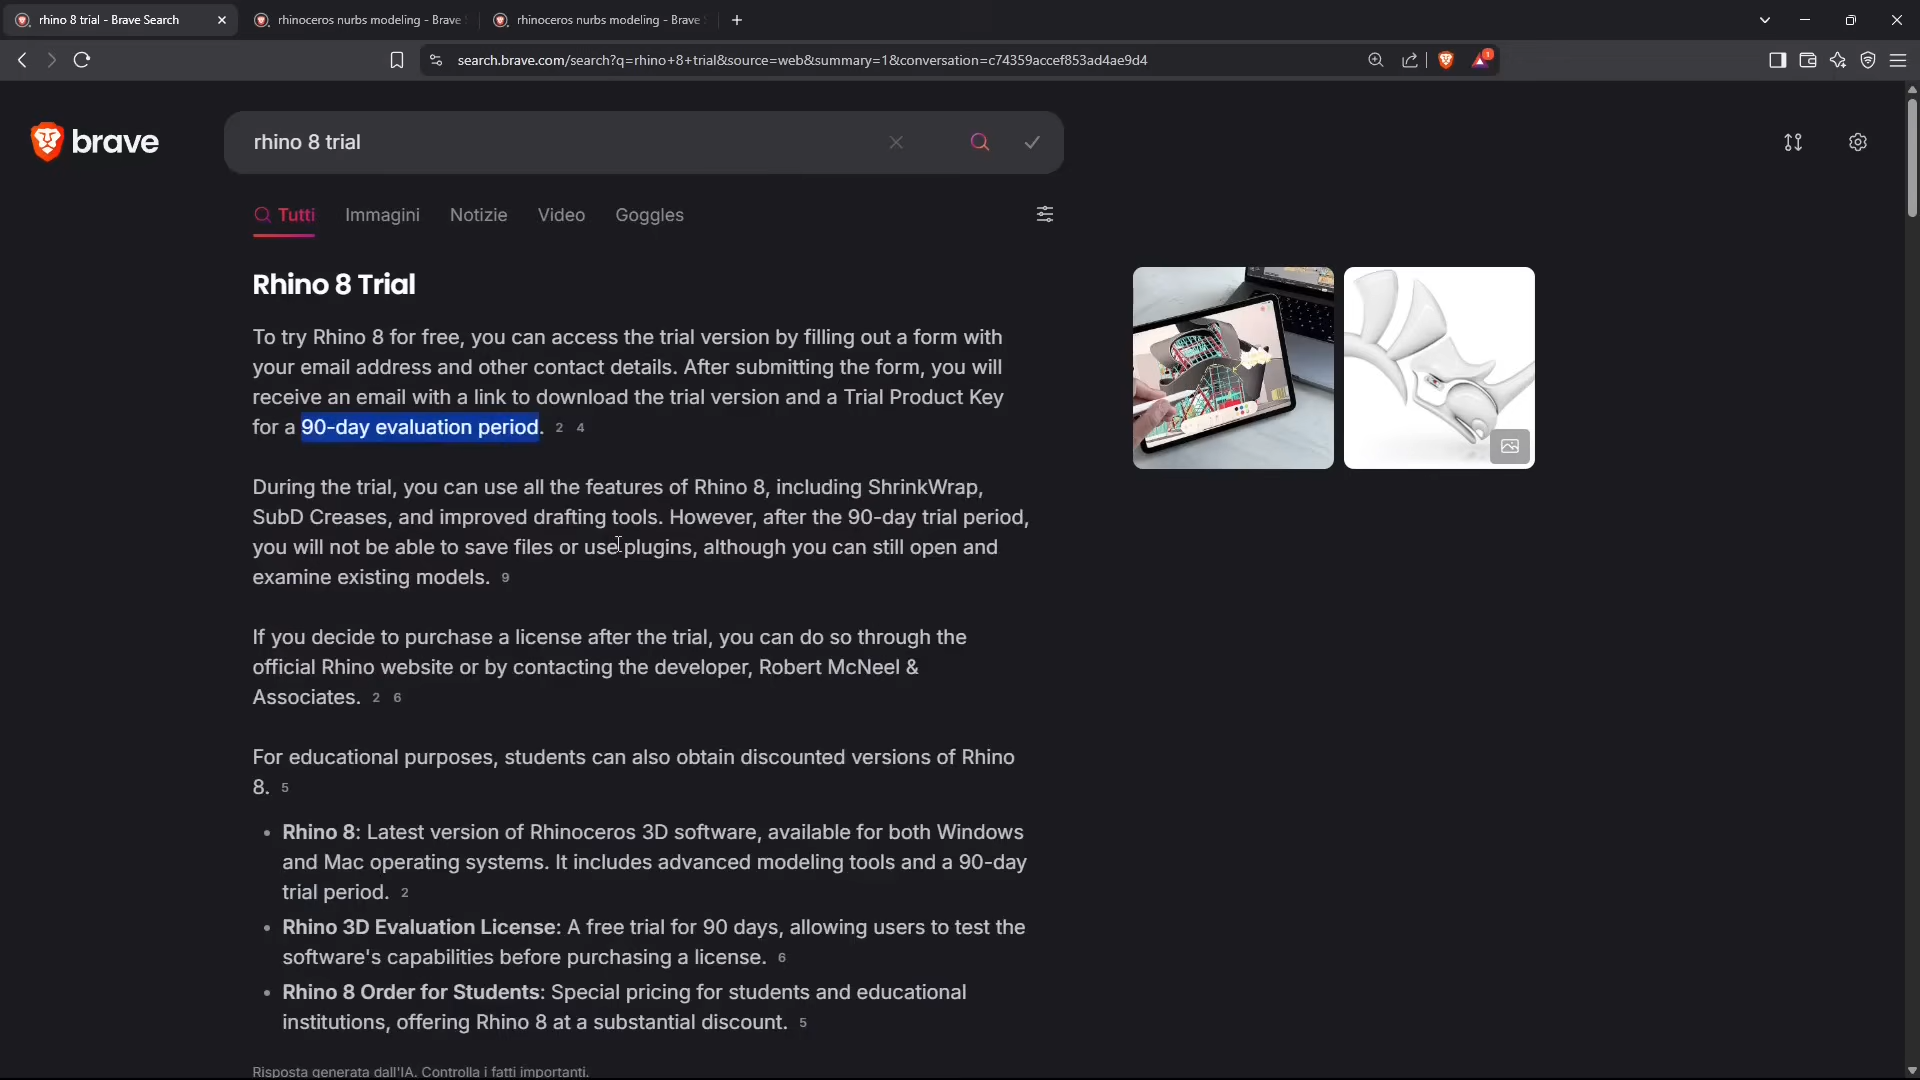 rhino 8 trial - Brave Search
rhinoceros nurbs modeling - Brave
rhinoceros nurbs modeling - Brave
search.brave.com/search?q=rhino+8+trial&source=web&summary=1&conversation=c74359accef853ad4ae9d4
1
brave
rhino 8 trial
Tutti
Immagini
Notizie
Video
Goggles
Rhino 8 Trial
To try Rhino 8 for free, you can access the trial version by filling out a form with
your email address and other contact details. After submitting the form, you will
receive an email with a link to download the trial version and a Trial Product Key
for a 90-day evaluation period. 2 4
During the trial, you can use all the features of Rhino 8, including ShrinkWrap,
SubD Creases, and improved drafting tools. However, after the 90-day trial period,
you will not be able to save files or use plugins, although you can still open and
examine existing models. 9
If you decide to purchase a license after the trial, you can do so through the
official Rhino website or by contacting the developer, Robert McNeel &
Associates. 2 6
For educational purposes, students can also obtain discounted versions of Rhino
8. 5
• Rhino 8: Latest version of Rhinoceros 3D software, available for both Windows
and Mac operating systems. It includes advanced modeling tools and a 90-day
trial period. 2
• Rhino 3D Evaluation License: A free trial for 90 days, allowing users to test the
software's capabilities before purchasing a license. 6
• Rhino 8 Order for Students: Special pricing for students and educational
institutions, offering Rhino 8 at a substantial discount. 5
Risposta generata dall'IA. Controlla i fatti importanti.